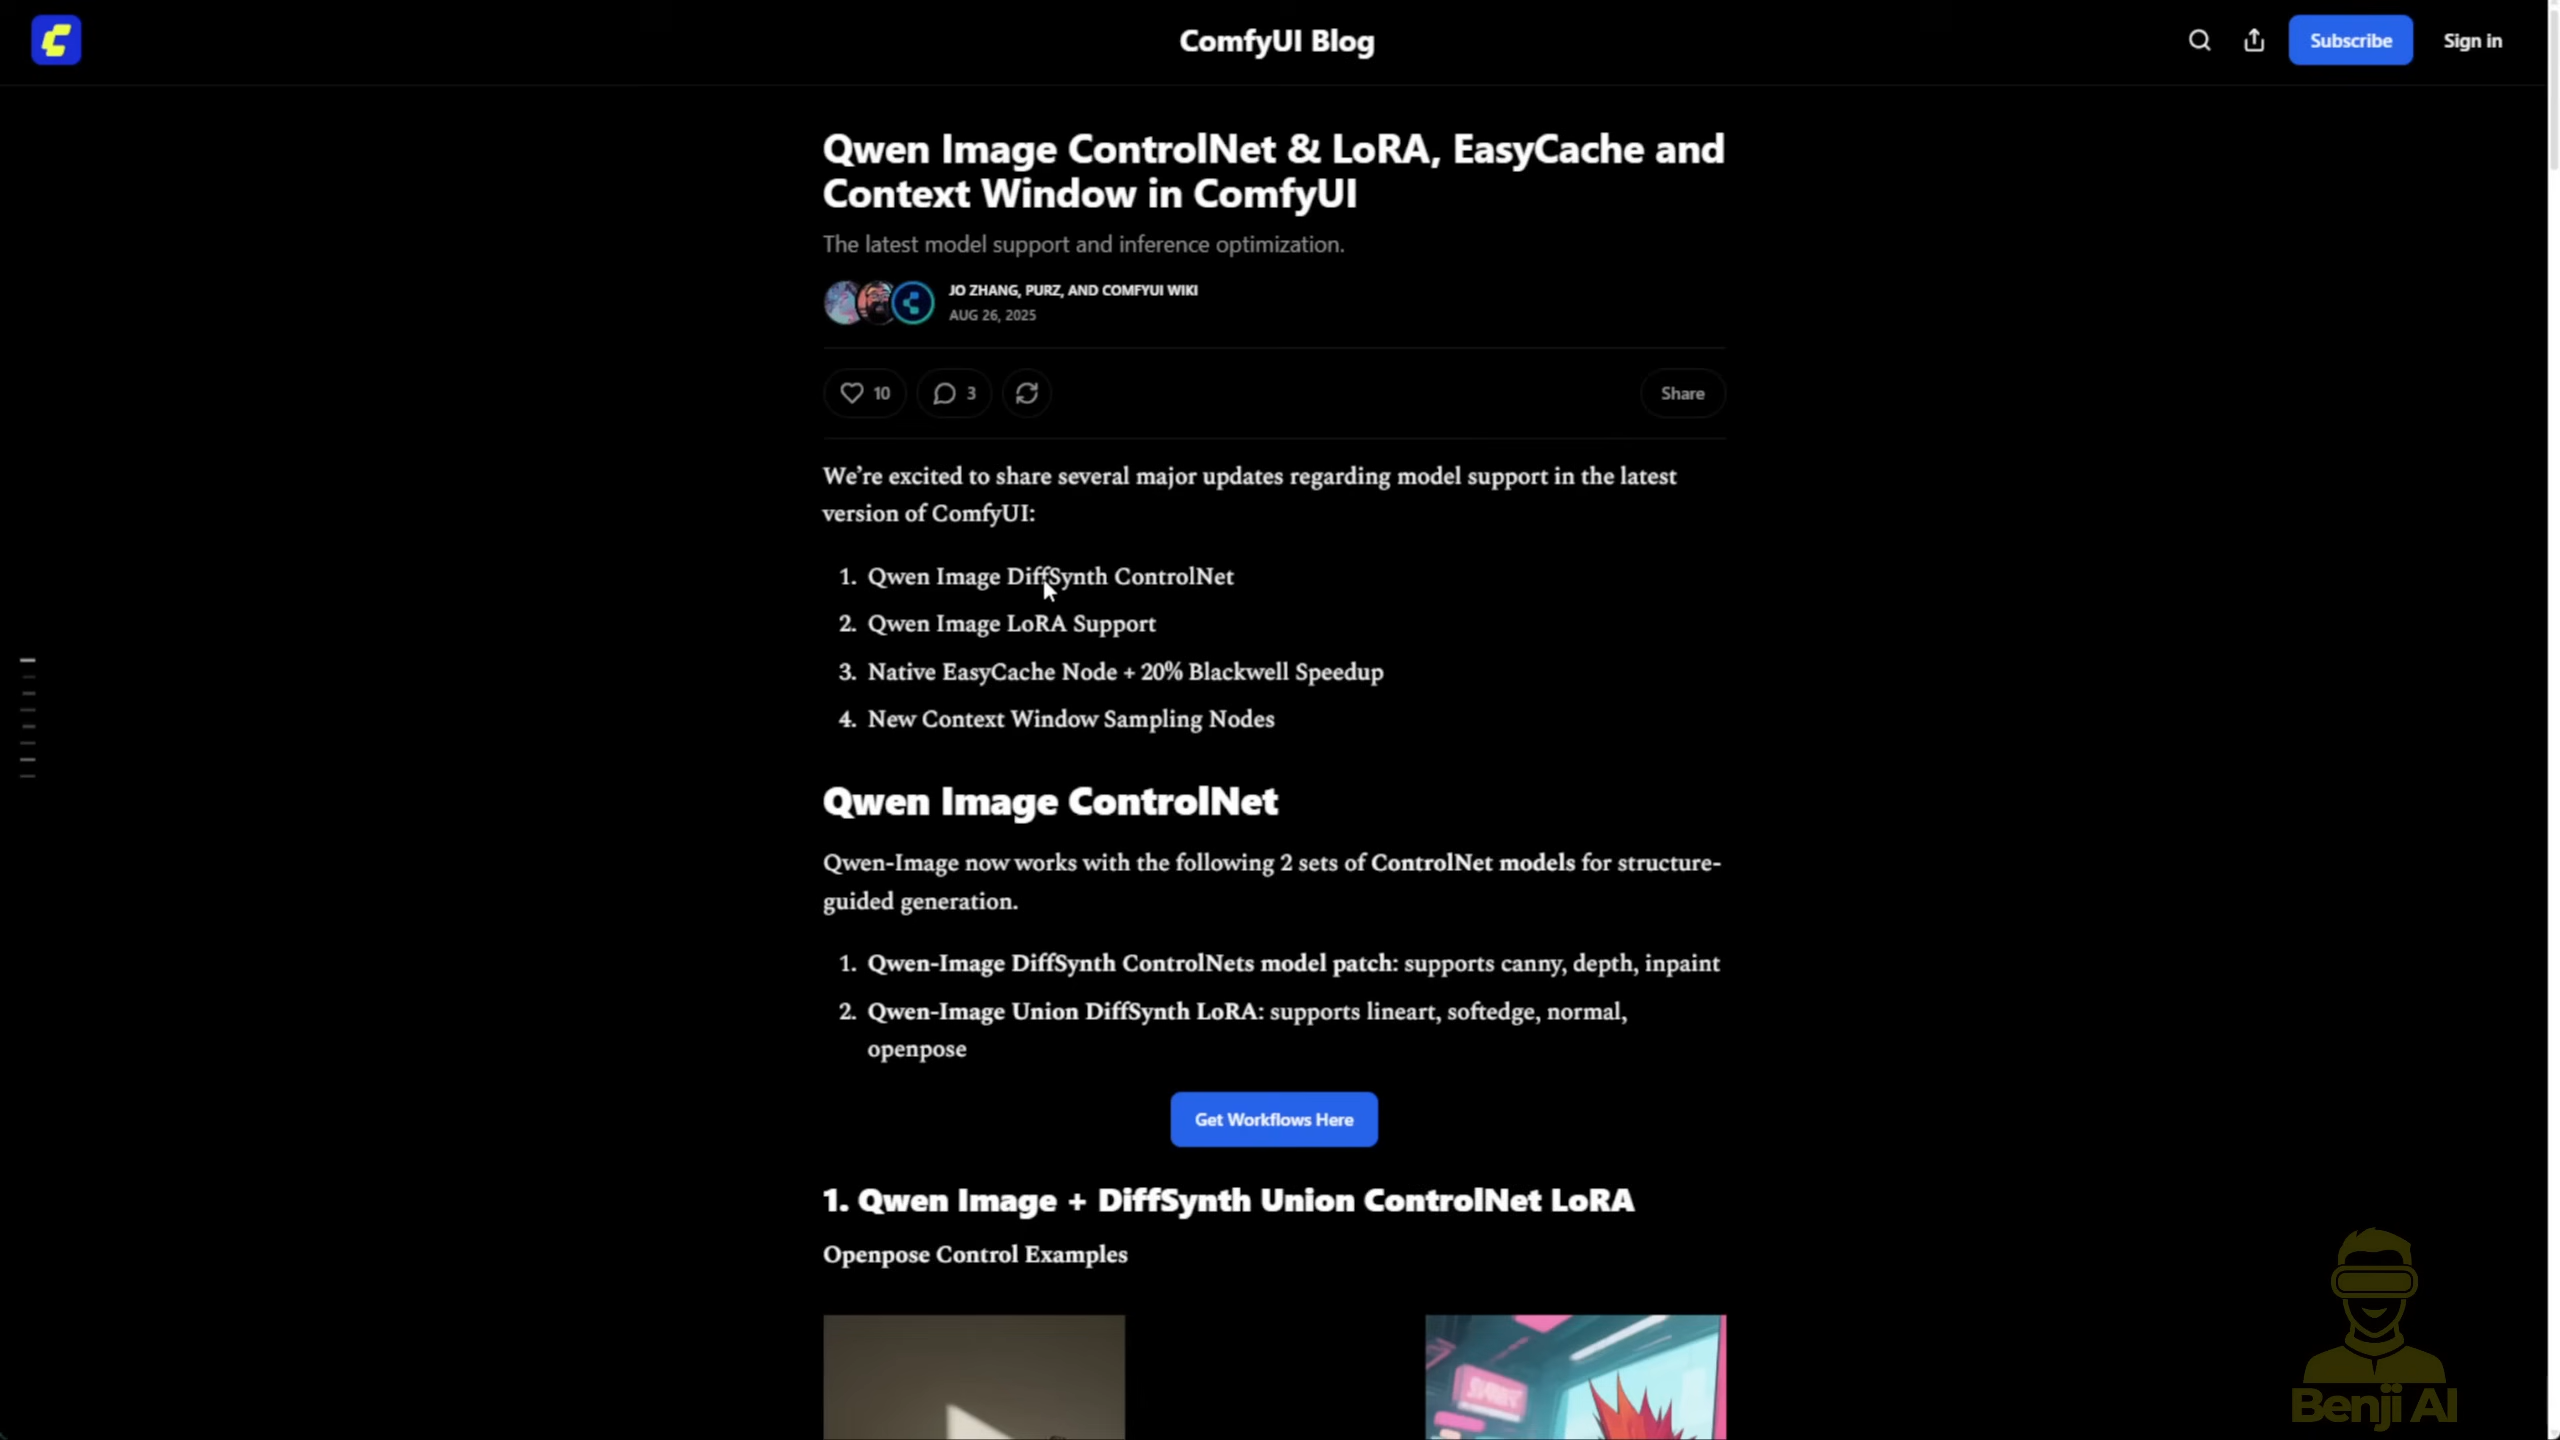 ComfyUI Blog
Subscribe
Sign in
Qwen Image ControlNet & LoRA, EasyCache and
Context Window in ComfyUI
The latest model support and inference optimization.
JO ZHANG, PURZ, AND COMFYUI WIKI
AUG 26, 2025
10
3
Share
We’re excited to share several major updates regarding model support in the latest
version of ComfyUI:
1. Qwen Image DiffSynth ControlNet
2. Qwen Image LoRA Support
3. Native EasyCache Node + 20% Blackwell Speedup
4. New Context Window Sampling Nodes
Qwen Image ControlNet
Qwen-Image now works with the following 2 sets of ControlNet models for structure-
guided generation.
1. Qwen-Image DiffSynth ControlNets model patch: supports canny, depth, inpaint
2. Qwen-Image Union DiffSynth LoRA: supports lineart, softedge, normal,
openpose
Get Workflows Here
1. Qwen Image + DiffSynth Union ControlNet LoRA
Openpose Control Examples
Benji AI